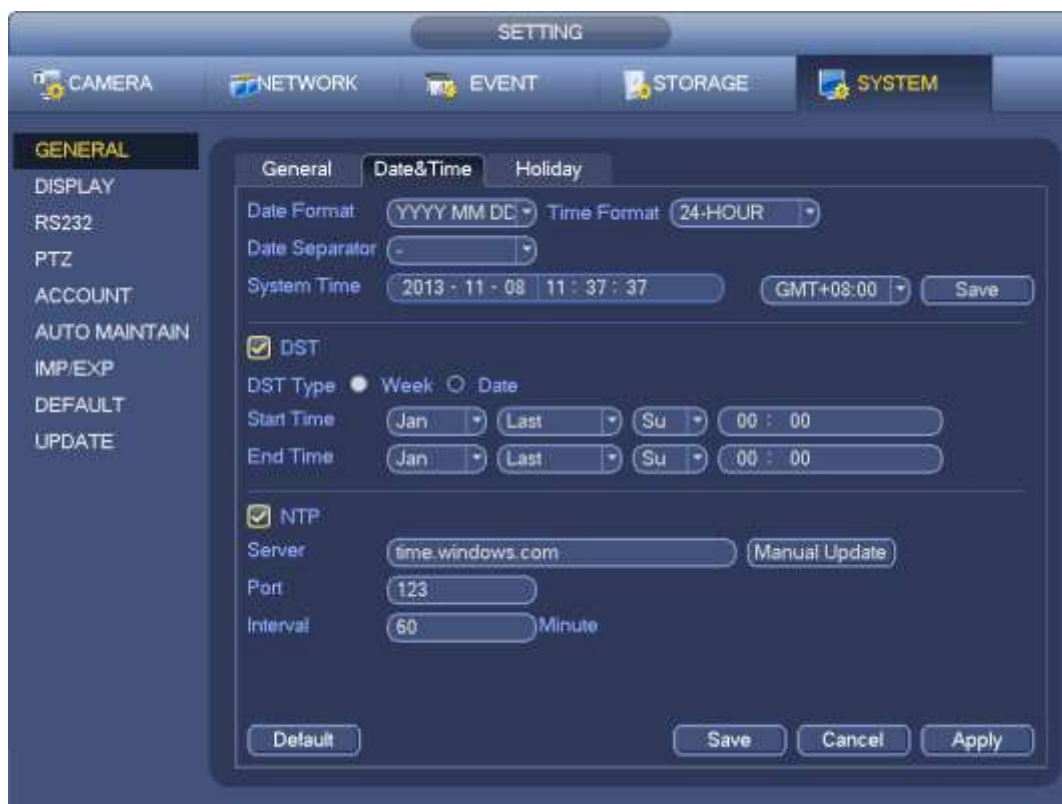 SETTING
CAMERA NETWORK EVENT STORAGE SYSTEM
GENERAL
DISPLAY
RS232
PTZ
ACCOUNT
AUTO MAINTAIN
IMP/EXP
DEFAULT
UPDATE
General Date&Time Holiday
Date Format YYYY MM DD Time Format 24-HOUR
Date Separator -
System Time 2013 - 11 - 08 11 : 37 : 37 GMT+08:00 Save
DST
DST Type Week Date
Start Time Jan Last Su 00 : 00
End Time Jan Last Su 00 : 00
NTP
Server time.windows.com Manual Update
Port 123
Interval 60 Minute
Default Save Cancel Apply